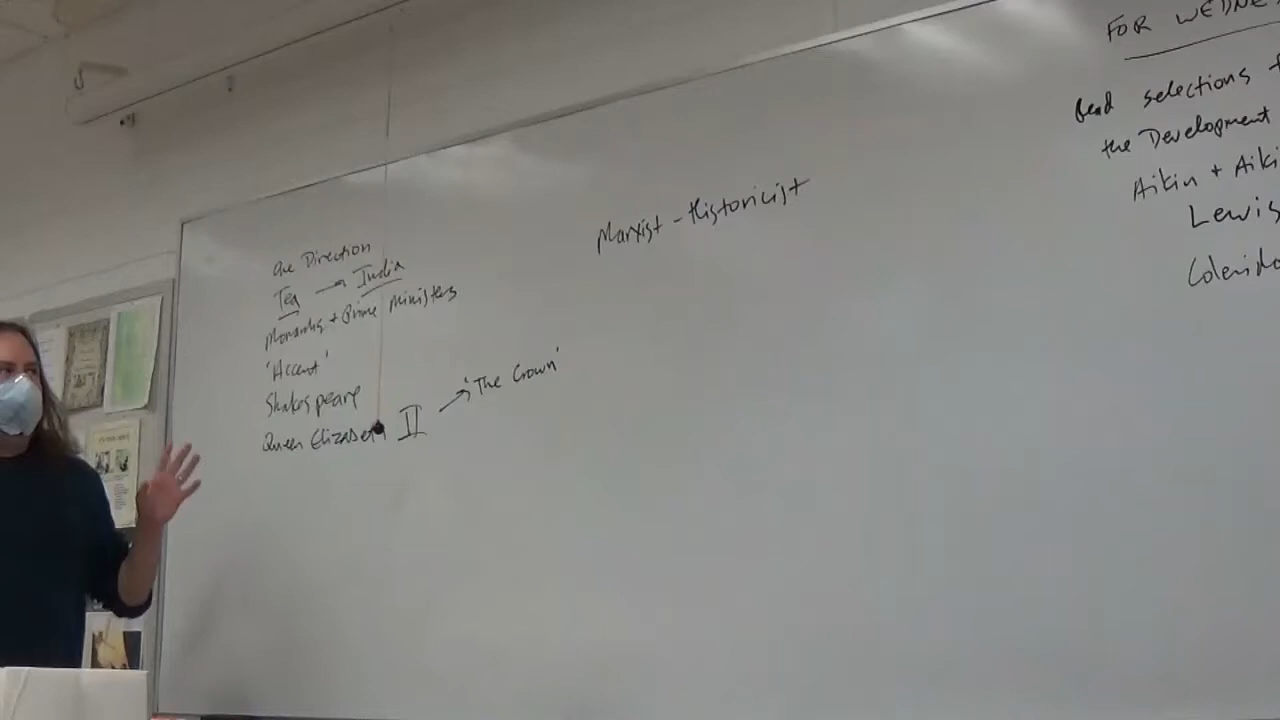 One Direction
Tea → India
Monarchs + Prime Ministers
'Accent'
Shakespeare
Queen Elizabeth II → 'The Crown'
Marxist - Historicist
FOR WEDNE
Read selections
the Development
Aikin + Aiki
Lewis